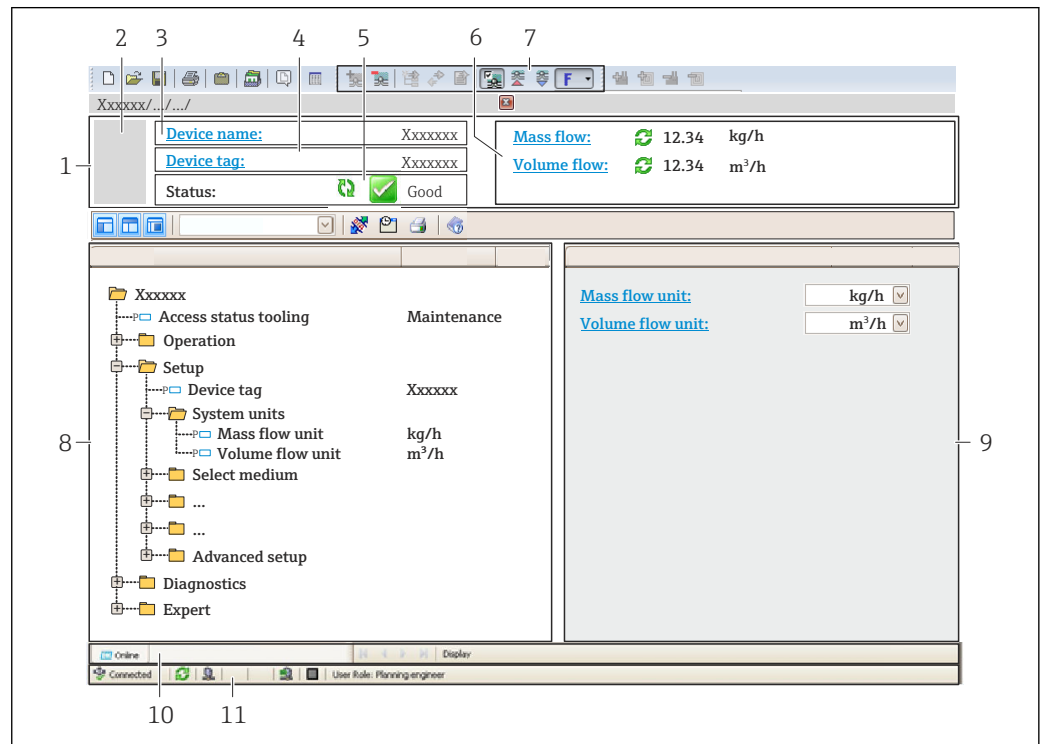 2 3 4 5 6 7
F
Xxxxxx/.../.../
1
Device name: Xxxxxxx
Device tag: Xxxxxxx
Status: Good
Mass flow: 12.34 kg/h
Volume flow: 12.34 m³/h
Xxxxxx
P Access status tooling Maintenance
Operation
Setup
P Device tag Xxxxxx
System units
P Mass flow unit kg/h
P Volume flow unit m³/h
Select medium
...
...
Advanced setup
Diagnostics
Expert
8
Mass flow unit: kg/h
Volume flow unit: m³/h
9
Online Display
Connected User Role: Planning engineer
10 11